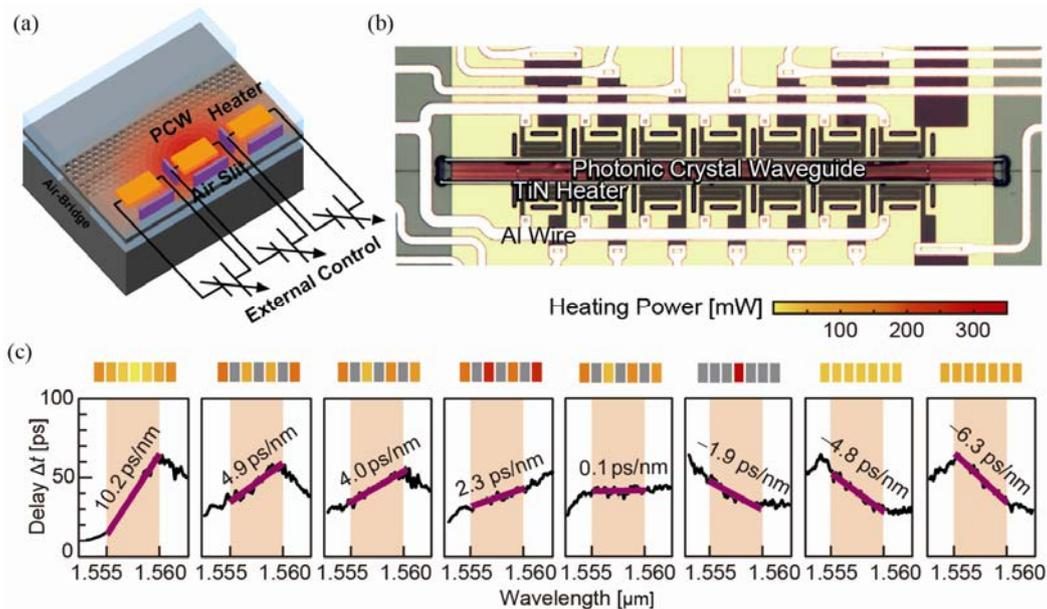 (a)
PCW
Heater
Air Slit
Air-Bridge
External Control
(b)
Photonic Crystal Waveguide
TiN Heater
Al Wire
Heating Power [mW]
100 200 300
(c)
Delay Δt [ps]
100
50
0
10.2 ps/nm
4.9 ps/nm
4.0 ps/nm
2.3 ps/nm
0.1 ps/nm
−1.9 ps/nm
−4.8 ps/nm
−6.3 ps/nm
1.555 1.560 1.555 1.560 1.555 1.560 1.555 1.560 1.555 1.560 1.555 1.560 1.555 1.560 1.555 1.560
Wavelength [μm]